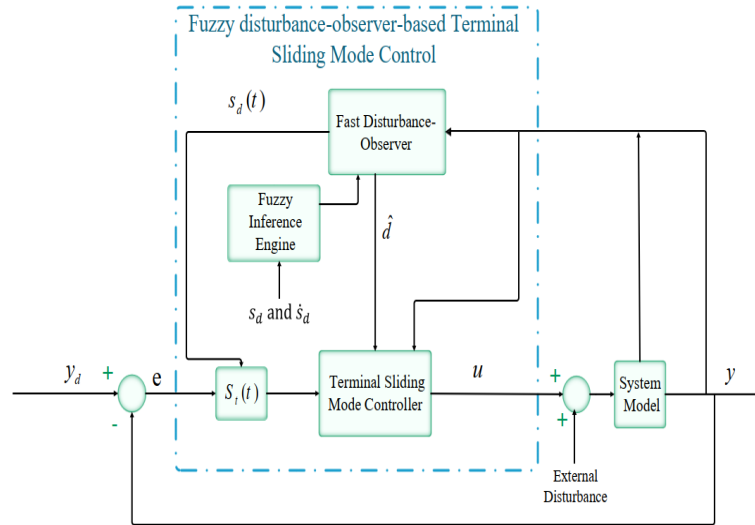 Fuzzy disturbance-observer-based Terminal
Sliding Mode Control
s_d(t)
Fast Disturbance-
Observer
Fuzzy
Inference
Engine
d̂
s_d and ṡ_d
y_d
+
-
e
S_t(t)
Terminal Sliding
Mode Controller
u
+
+
System
Model
y
External
Disturbance